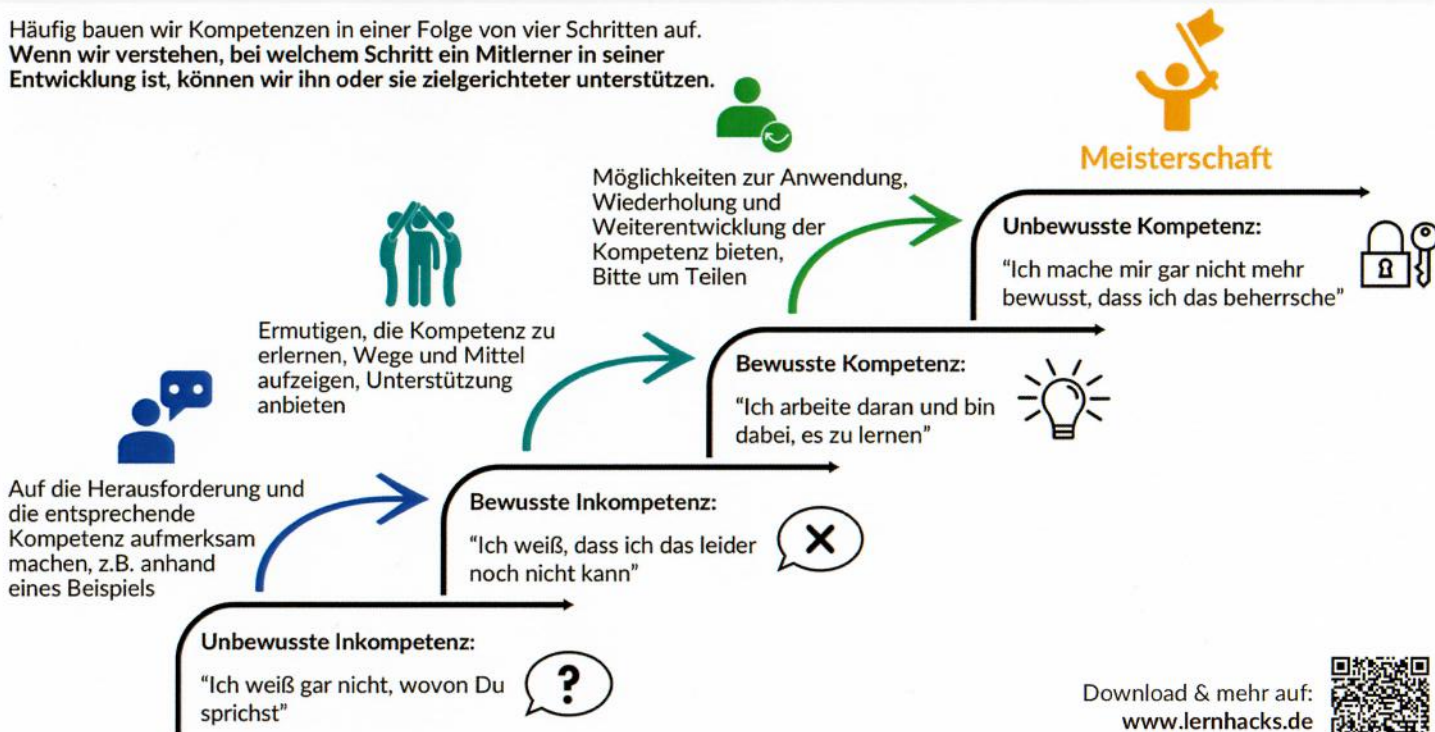 Häufig bauen wir Kompetenzen in einer Folge von vier Schritten auf.
Wenn wir verstehen, bei welchem Schritt ein Mitlerner in seiner
Entwicklung ist, können wir ihn oder sie zielgerichteter unterstützen.
Meisterschaft
Möglichkeiten zur Anwendung,
Wiederholung und
Weiterentwicklung der
Kompetenz bieten,
Bitte um Teilen
Unbewusste Kompetenz:
"Ich mache mir gar nicht mehr
bewusst, dass ich das beherrsche"
Ermutigen, die Kompetenz zu
erlernen, Wege und Mittel
aufzeigen, Unterstützung
anbieten
Bewusste Kompetenz:
"Ich arbeite daran und bin
dabei, es zu lernen"
Auf die Herausforderung und
die entsprechende
Kompetenz aufmerksam
machen, z.B. anhand
eines Beispiels
Bewusste Inkompetenz:
"Ich weiß, dass ich das leider
noch nicht kann"
Unbewusste Inkompetenz:
"Ich weiß gar nicht, wovon Du
sprichst"
?
Download & mehr auf:
www.lernhacks.de